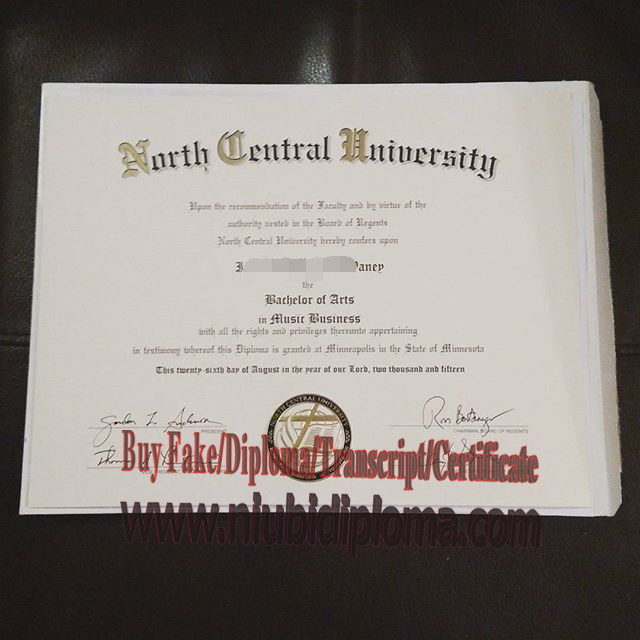 North Central University
Upon the recommendation of the Faculty and by virtue of the
authority vested in the Board of Regents
North Central University hereby confers upon
the
Bachelor of Arts
in Music Business
with all the rights and privileges thereunto appertaining
in testimony whereof this Diploma is granted at Minneapolis in the State of Minnesota
This twenty-sixth day of August in the year of our Lord, two thousand and fifteen
PRESIDENT
CHAIRMAN, BOARD OF REGENTS
NORTH CENTRAL UNIVERSITY
Buy Fake/Diploma/Transcript/Certificate
www.niubidiploma.com